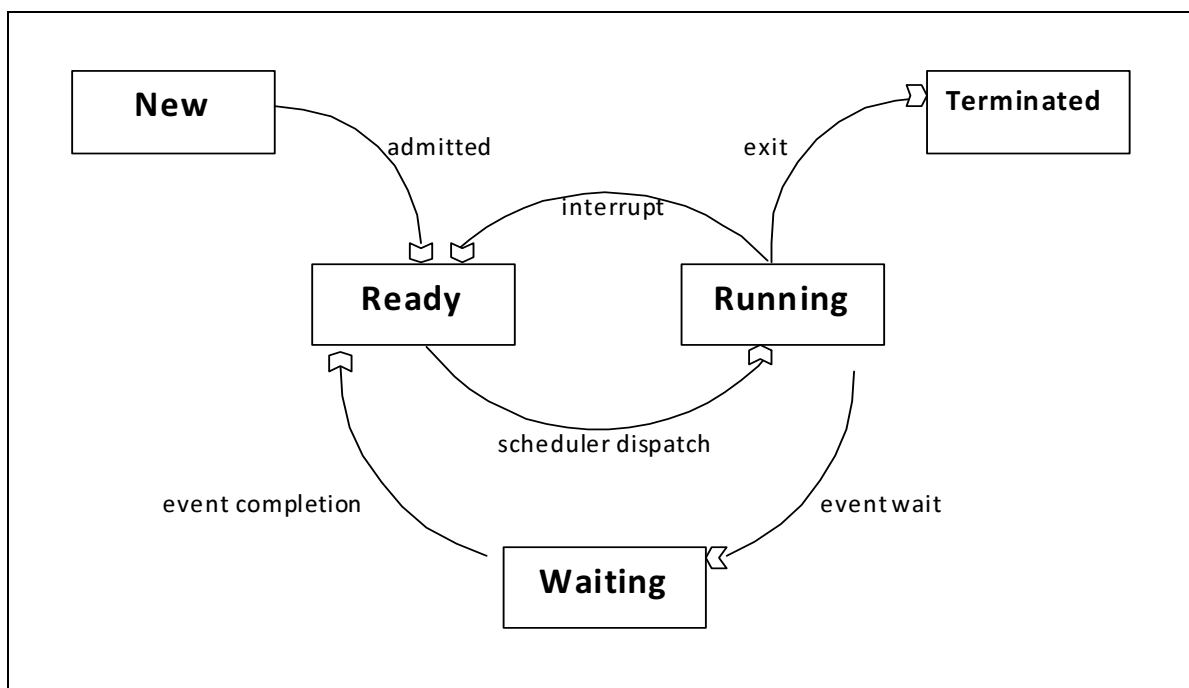 New
Terminated
admitted
exit
interrupt
Ready
Running
scheduler dispatch
event completion
event wait
Waiting